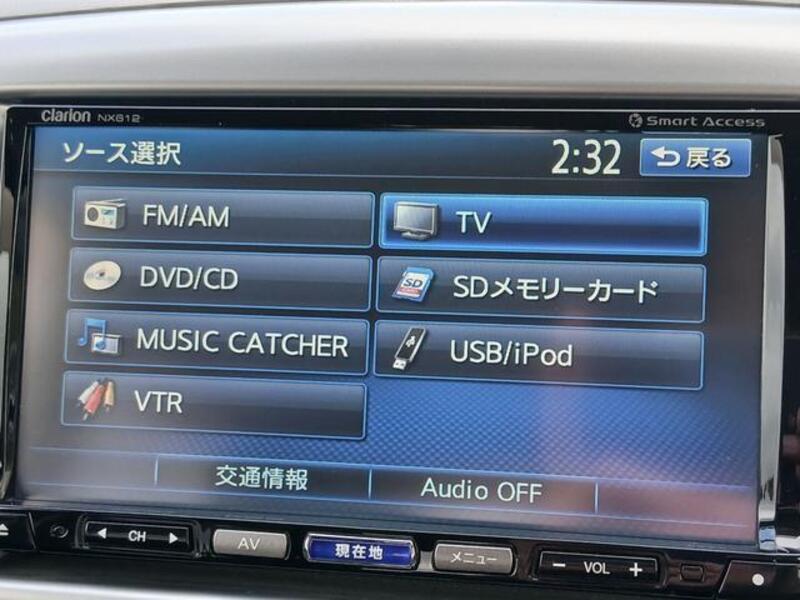 Clarion NX612
Smart Access
ソース選択
2:32
戻る
FM/AM
TV
DVD/CD
SD
SDメモリーカード
MUSIC CATCHER
USB/iPod
VTR
交通情報
Audio OFF
CH
AV
現在地
メニュー
− VOL +